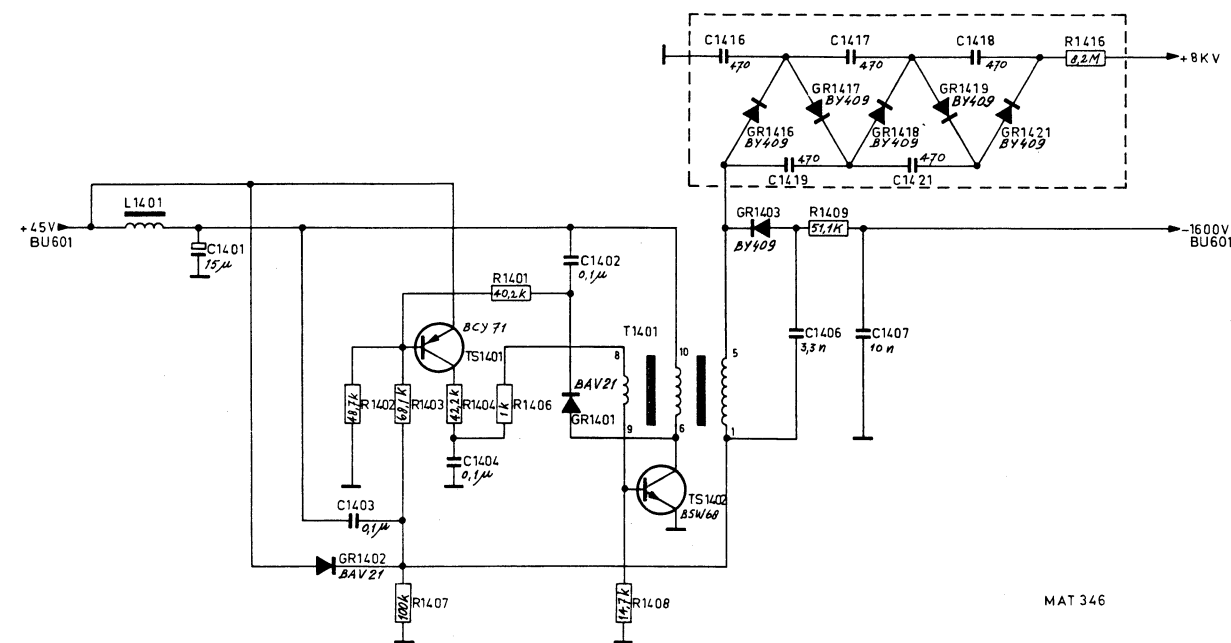 C1416
470
C1417
470
C1418
470
R1416
8,2M
+8KV
GR1416
BY409
GR1417
BY409
GR1418
BY409
GR1419
BY409
GR1421
BY409
470
C1419
470
C1421
+45V
BU601
L1401
C1401
15μ
C1402
0,1μ
GR1403
BY409
R1409
51,1K
-1600V
BU601
R1401
40,2K
BCY71
TS1401
T1401
8
9
10
6
5
1
C1406
3,3n
C1407
10n
48,7K
R1402
68,1K
R1403
42,2K
R1404
1K
R1406
BAV21
GR1401
C1404
0,1μ
TS1402
BSW68
C1403
0,1μ
GR1402
BAV21
100K
R1407
14,7K
R1408
MAT 346